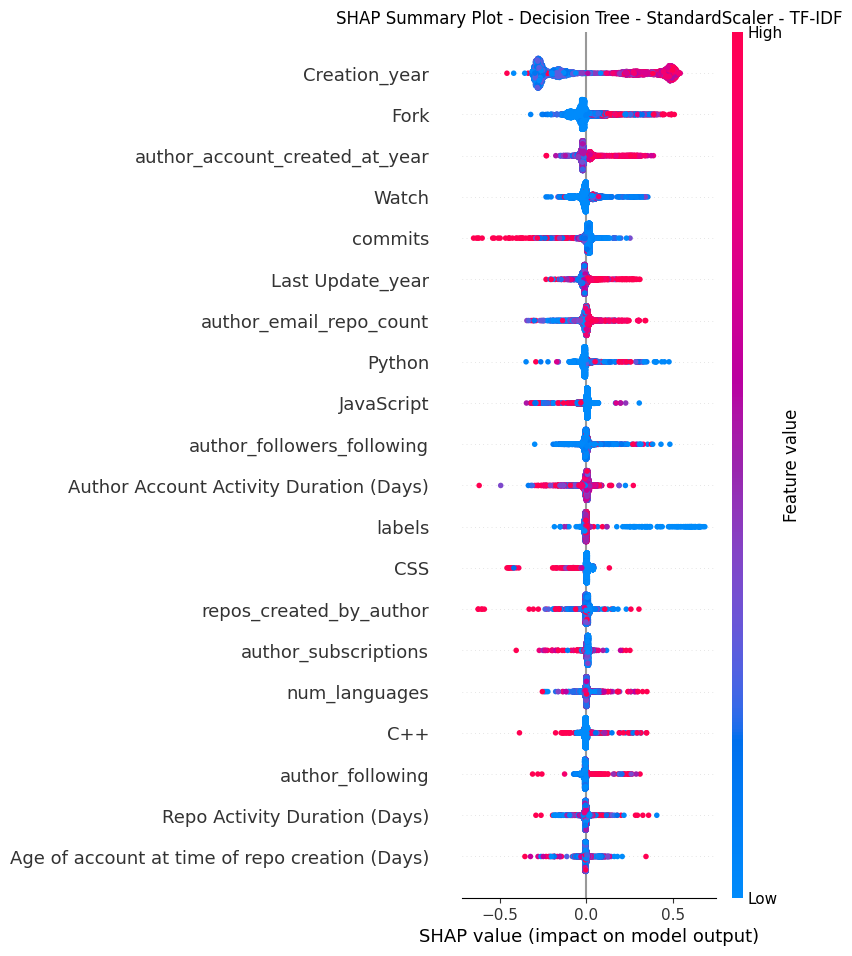 SHAP Summary Plot - Decision Tree - StandardScaler - TF-IDF
High
Creation_year
Fork
author_account_created_at_year
Watch
commits
Last Update_year
author_email_repo_count
Python
JavaScript
author_followers_following
Author Account Activity Duration (Days)
labels
CSS
repos_created_by_author
author_subscriptions
num_languages
C++
author_following
Repo Activity Duration (Days)
Age of account at time of repo creation (Days)
Feature value
Low
−0.5 0.0 0.5
SHAP value (impact on model output)